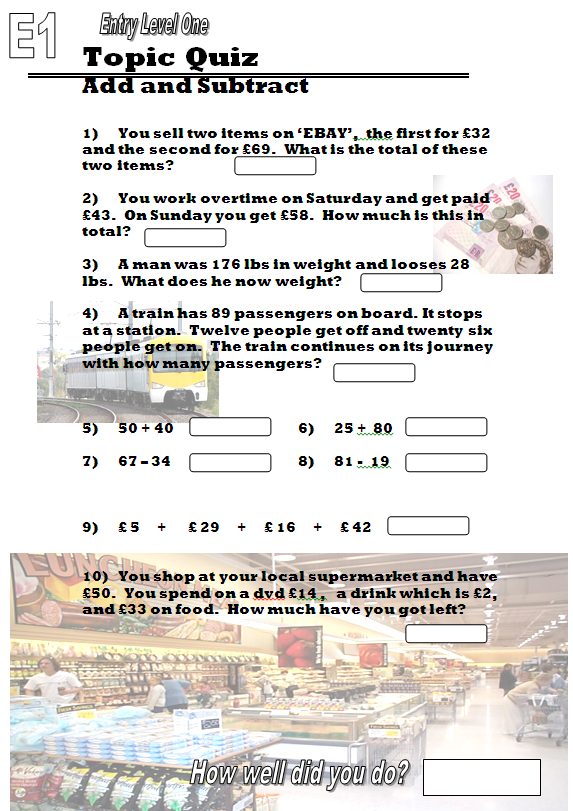 E1
Entry Level One
Topic Quiz
Add and Subtract
1) You sell two items on ‘EBAY’, the first for £32
and the second for £69. What is the total of these
two items?
2) You work overtime on Saturday and get paid
£43. On Sunday you get £58. How much is this in
total?
3) A man was 176 lbs in weight and looses 28
lbs. What does he now weight?
4) A train has 89 passengers on board. It stops
at a station. Twelve people get off and twenty six
people get on. The train continues on its journey
with how many passengers?
5) 50 + 40 6) 25 + 80
7) 67 – 34 8) 81 - 19
9) £5 + £29 + £16 + £42
10) You shop at your local supermarket and have
£50. You spend on a dvd £14 , a drink which is £2,
and £33 on food. How much have you got left?
How well did you do?